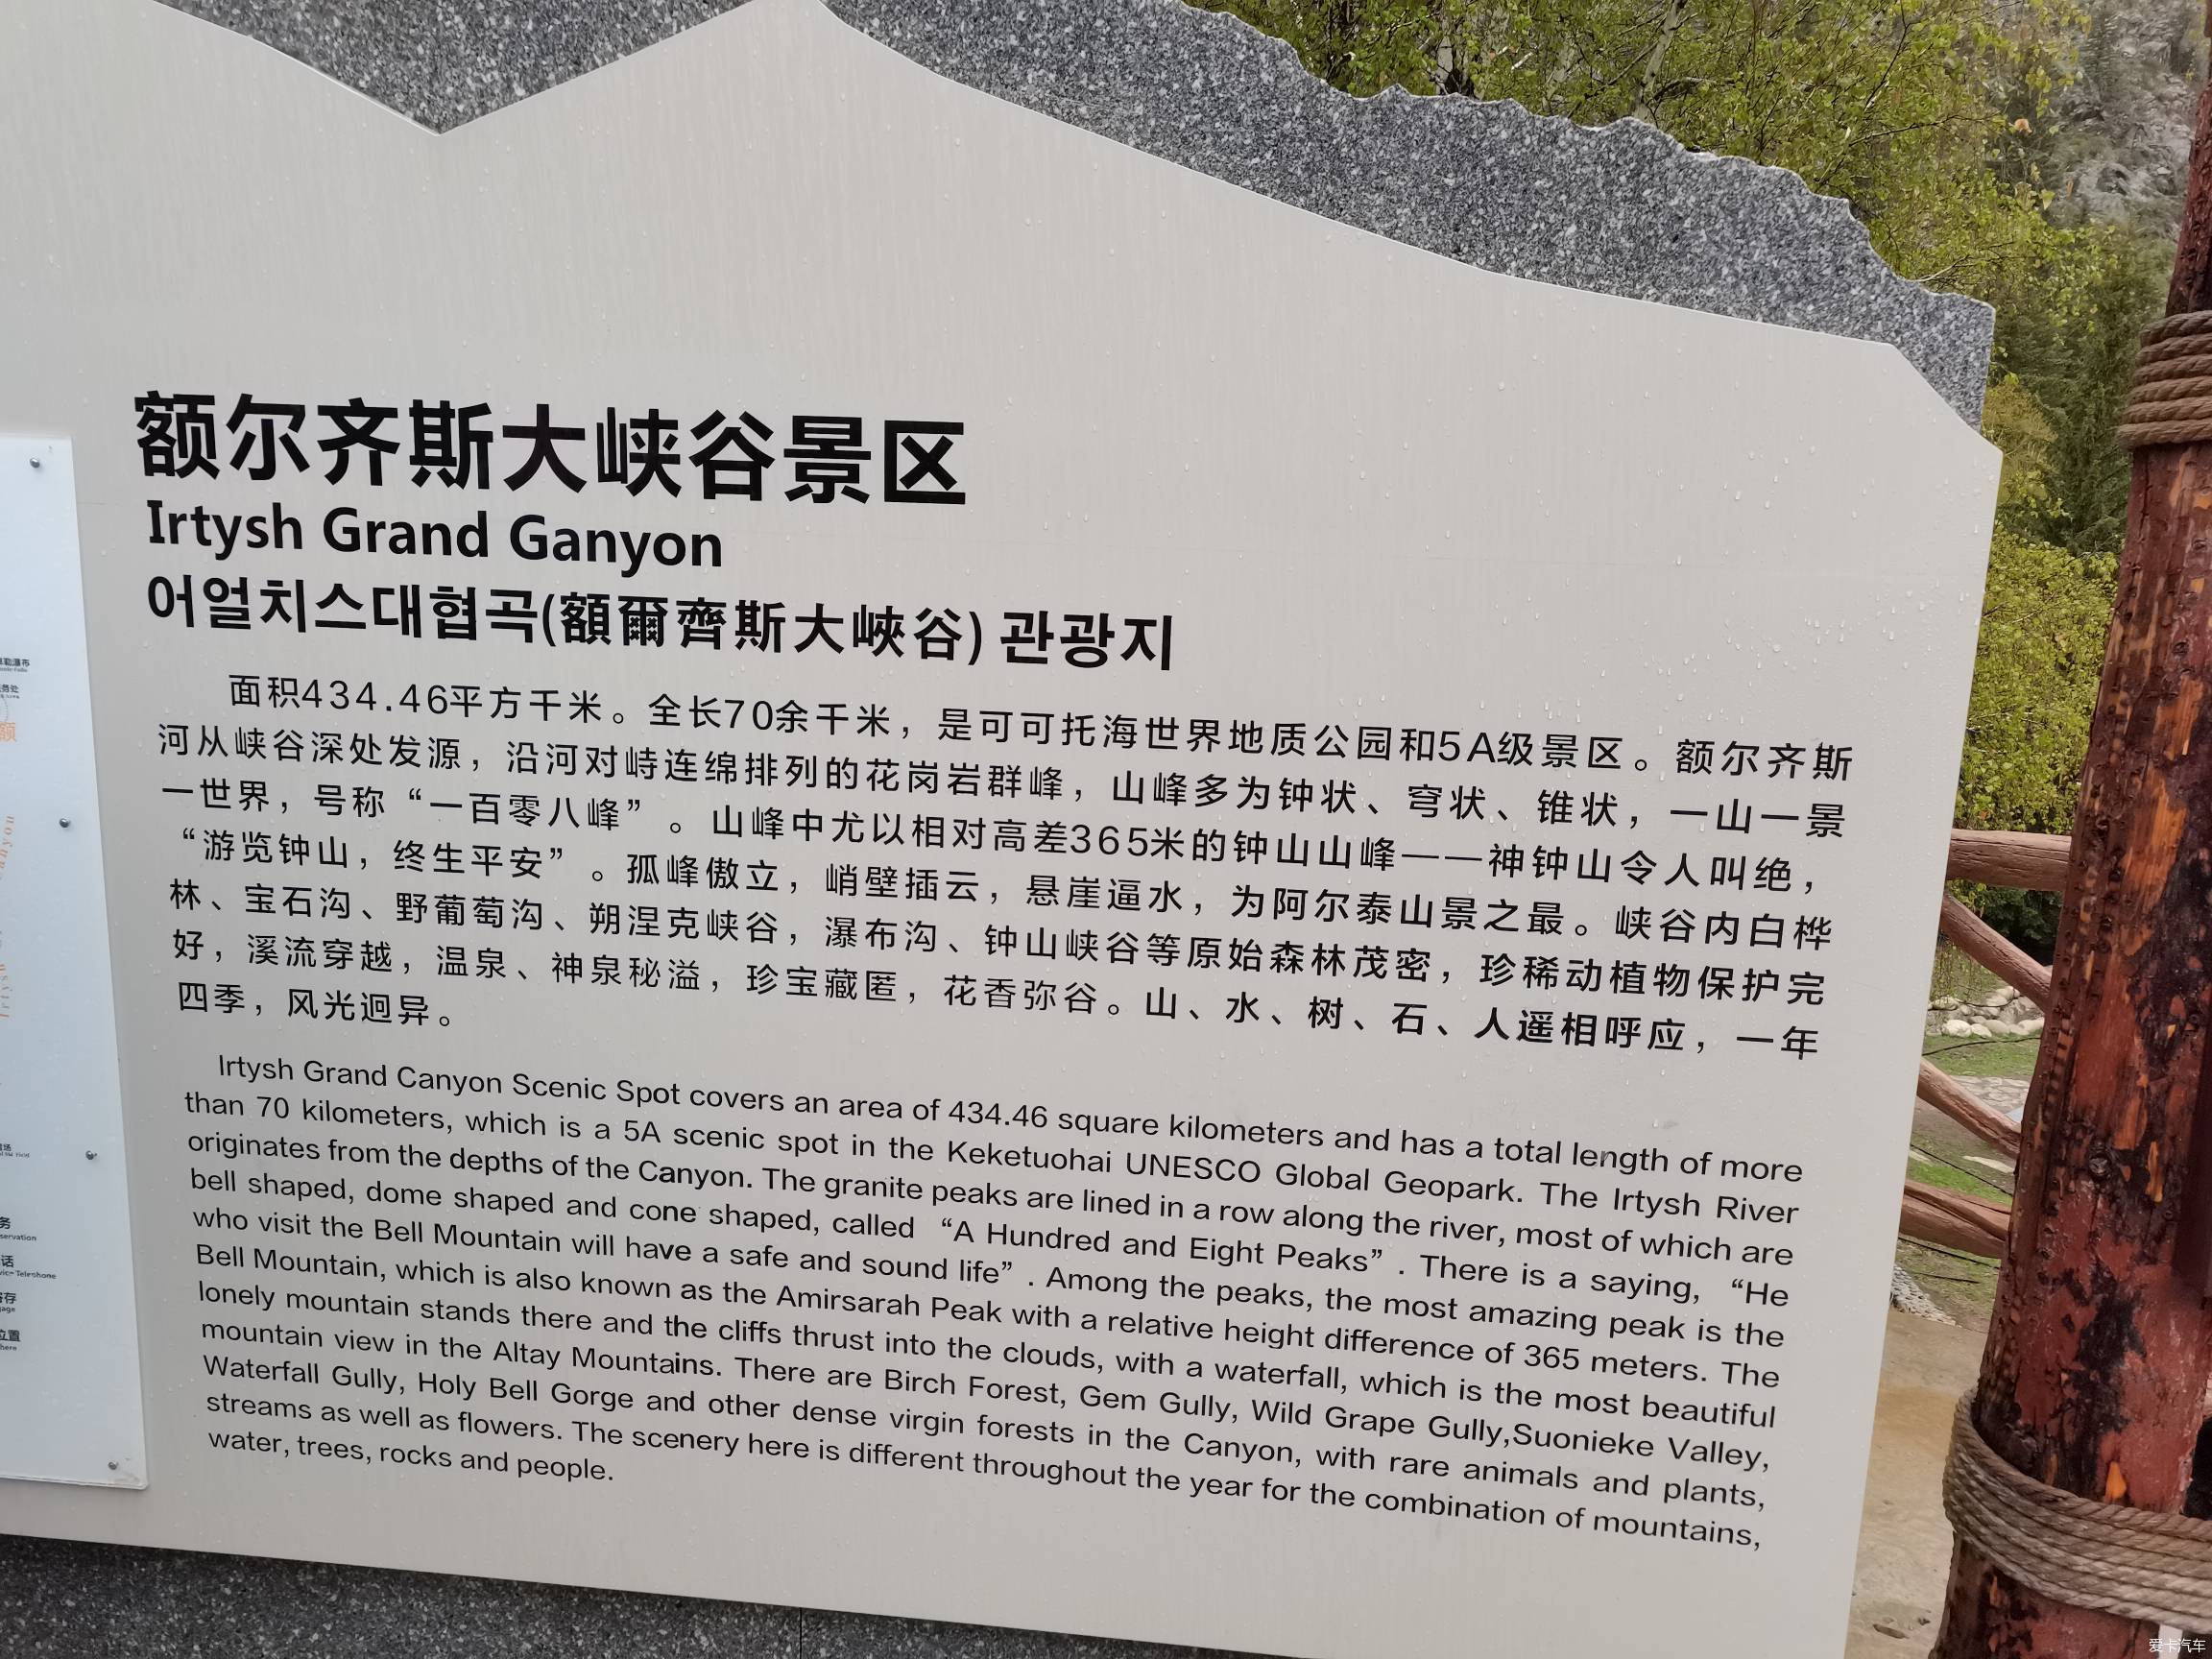 额尔齐斯大峡谷景区
Irtysh Grand Ganyon
어얼치스대협곡(額爾齊斯大峽谷) 관광지
面积434.46平方千米。全长70余千米，是可可托海世界地质公园和5A级景区。额尔齐斯
河从峡谷深处发源，沿河对峙连绵排列的花岗岩群峰，山峰多为钟状、穹状、锥状，一山一景
一世界，号称“一百零八峰”。山峰中尤以相对高差365米的钟山山峰——神钟山令人叫绝，
“游览钟山，终生平安”。孤峰傲立，峭壁插云，悬崖逼水，为阿尔泰山景之最。峡谷内白桦
林、宝石沟、野葡萄沟、朔涅克峡谷，瀑布沟、钟山峡谷等原始森林茂密，珍稀动植物保护完
好，溪流穿越，温泉、神泉秘溢，珍宝藏匿，花香弥谷。山、水、树、石、人遥相呼应，一年
四季，风光迥异。
Irtysh Grand Canyon Scenic Spot covers an area of 434.46 square kilometers and has a total length of more
than 70 kilometers, which is a 5A scenic spot in the Keketuohai UNESCO Global Geopark. The Irtysh River
originates from the depths of the Canyon. The granite peaks are lined in a row along the river, most of which are
bell shaped, dome shaped and cone shaped, called “A Hundred and Eight Peaks”. There is a saying, “He
who visit the Bell Mountain will have a safe and sound life”. Among the peaks, the most amazing peak is the
Bell Mountain, which is also known as the Amirsarah Peak with a relative height difference of 365 meters. The
lonely mountain stands there and the cliffs thrust into the clouds, with a waterfall, which is the most beautiful
mountain view in the Altay Mountains. There are Birch Forest, Gem Gully, Wild Grape Gully,Suonieke Valley,
Waterfall Gully, Holy Bell Gorge and other dense virgin forests in the Canyon, with rare animals and plants,
streams as well as flowers. The scenery here is different throughout the year for the combination of mountains,
water, trees, rocks and people.
爱卡汽车